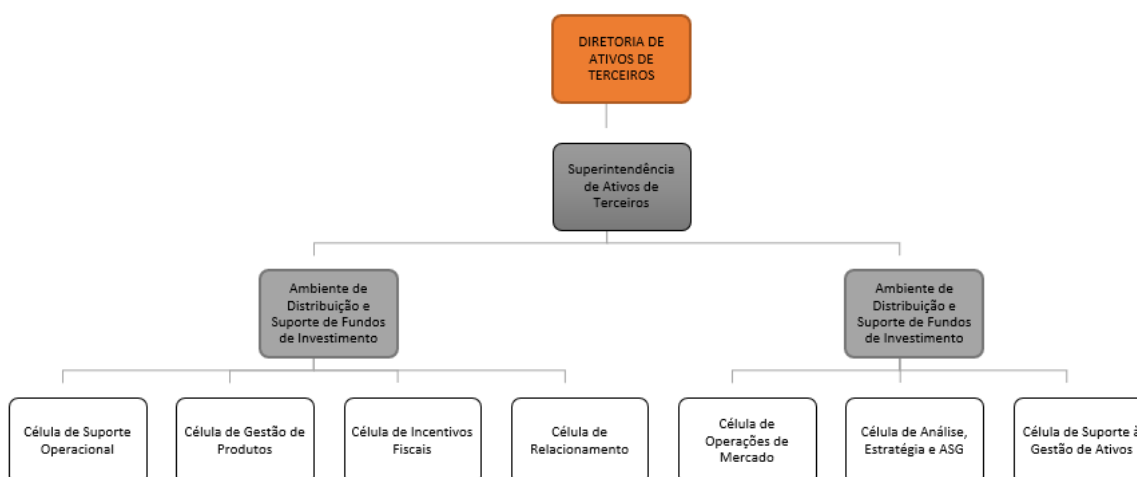 DIRETORIA DE
ATIVOS DE
TERCEIROS
Superintendência
de Ativos de
Terceiros
Ambiente de
Distribuição e
Suporte de Fundos
de Investimento
Ambiente de
Distribuição e
Suporte de Fundos
de Investimento
Célula de Suporte
Operacional
Célula de Gestão de
Produtos
Célula de Incentivos
Fiscais
Célula de
Relacionamento
Célula de
Operações de
Mercado
Célula de Análise,
Estratégia e ASG
Célula de Suporte à
Gestão de Ativos